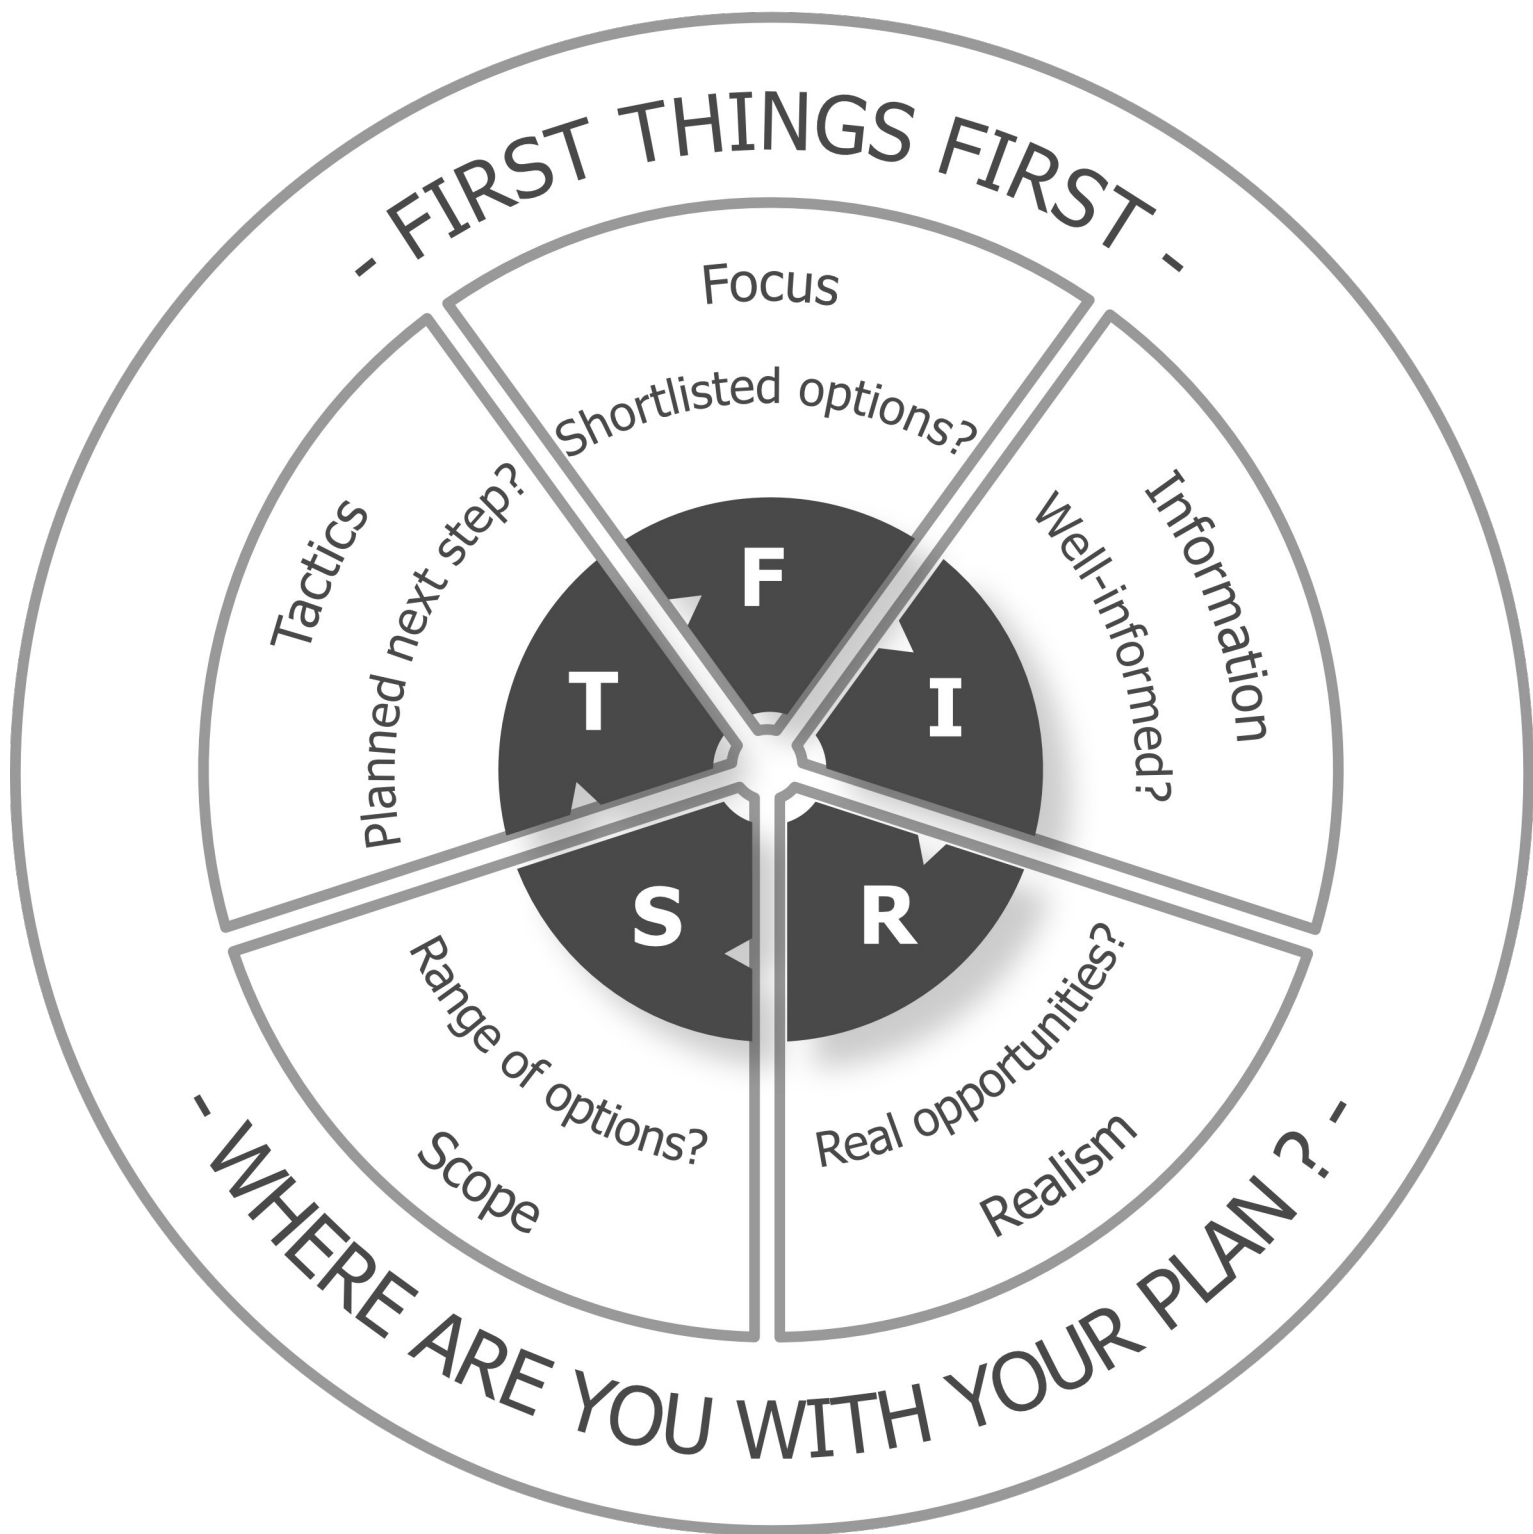 - FIRST THINGS FIRST -
Focus
Shortlisted options?
F
Information
Well-informed?
I
Realism
Real opportunities?
R
Scope
Range of options?
S
Tactics
Planned next step?
T
- WHERE ARE YOU WITH YOUR PLAN ? -